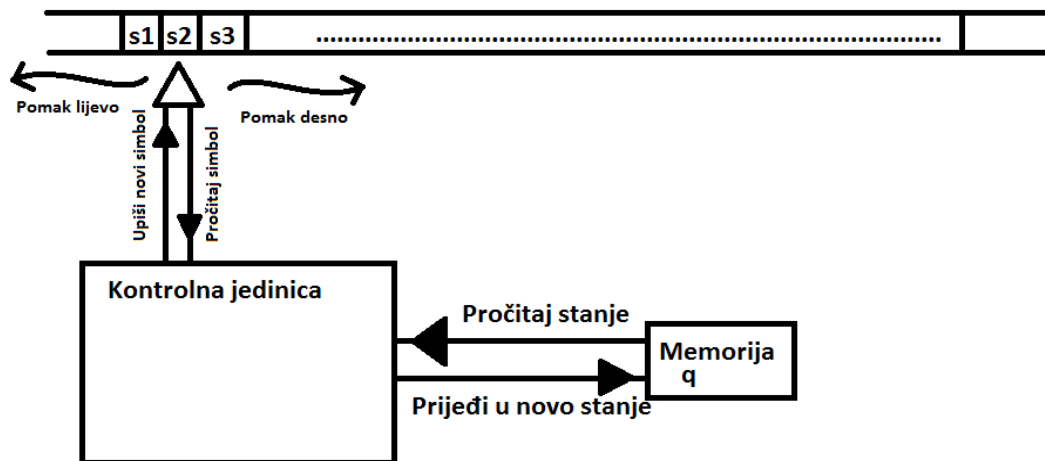 s1 s2 s3 ........................................................................................
Pomak lijevo
Pomak desno
Upiši novi simbol
Pročitaj simbol
Kontrolna jedinica
Pročitaj stanje
Memorija
q
Prijeđi u novo stanje